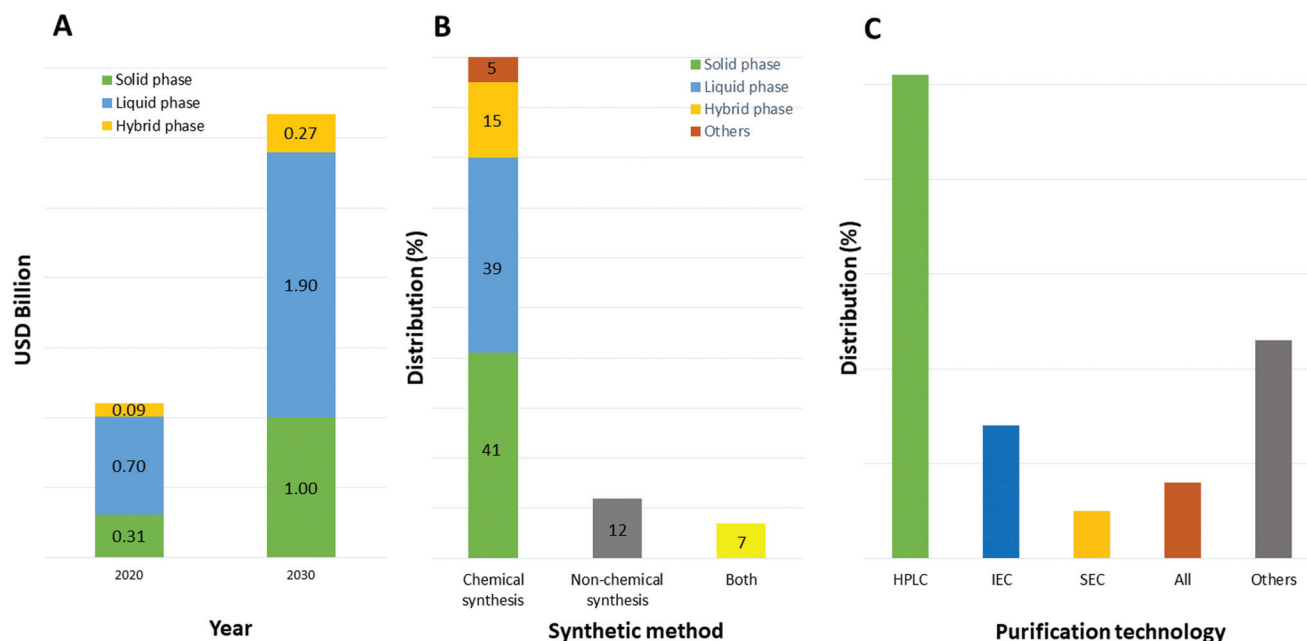 A
Solid phase
Liquid phase
Hybrid phase
0.27
1.90
1.00
0.09
0.70
0.31
USD Billion
2020
2030
Year
B
Solid phase
Liquid phase
Hybrid phase
Others
5
15
39
41
12
7
Distribution (%)
Chemical
synthesis
Non-chemical
synthesis
Both
Synthetic method
C
Distribution (%)
HPLC
IEC
SEC
All
Others
Purification technology